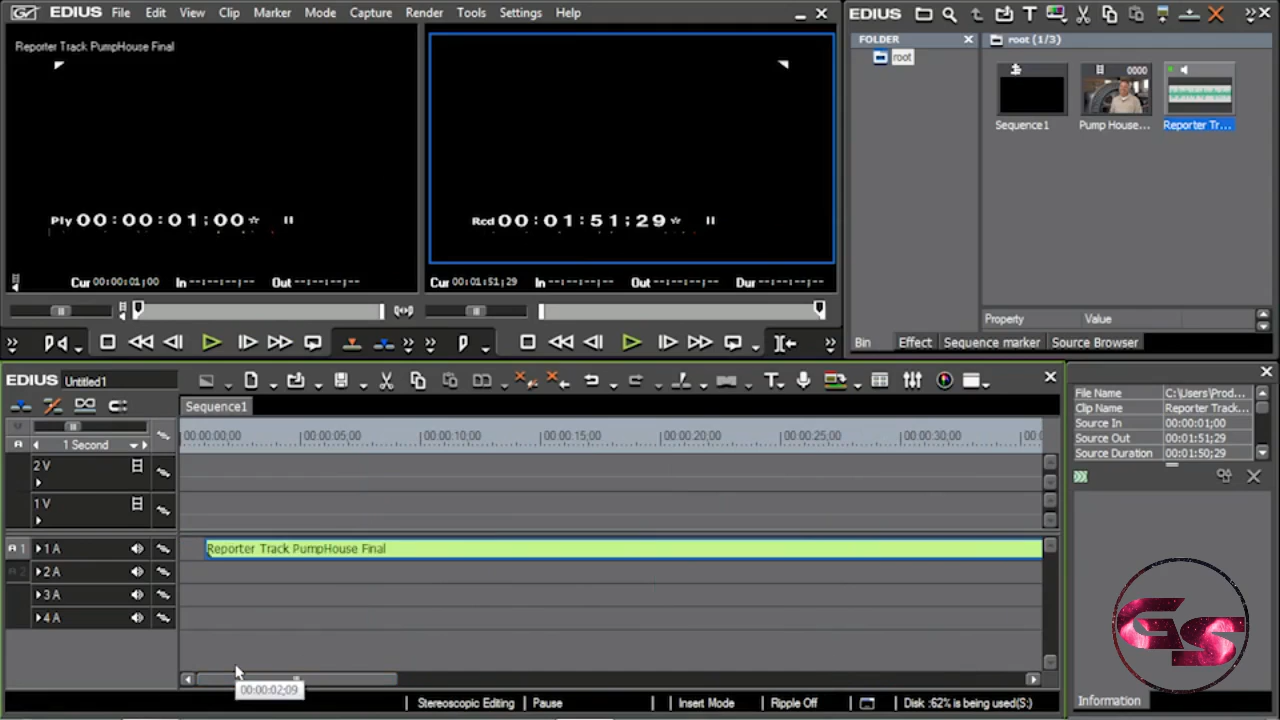 EDIUS File Edit View Clip Marker Mode Capture Render Tools Settings Help
Reporter Track PumpHouse Final
Ply 00:00:01;00
Cur 00:00:01;00 In --:--:--;-- Out --:--:--;--
Rcd 00:01:51;29
Cur 00:01:51;29 In --:--:--;-- Out --:--:--;-- Dur --:--:--;--
EDIUS
FOLDER
root
root (1/3)
Sequence1
0000
Pump House...
Reporter Tr...
Property Value
Bin Effect Sequence marker Source Browser
EDIUS Untitled1
Sequence1
1 Second
00:00:00;00 00:00:05;00 00:00:10;00 00:00:15;00 00:00:20;00 00:00:25;00 00:00:30;00 00:0
2V
1V
A1 1A Reporter Track PumpHouse Final
A2 2A
3A
4A
00:00:02;09
Stereoscopic Editing Pause Insert Mode Ripple Off Disk :62% is being used(S:)
File Name C:\Users\Prod...
Clip Name Reporter Track...
Source In 00:00:01;00
Source Out 00:01:51;29
Source Duration 00:01:50;29
GS
Information